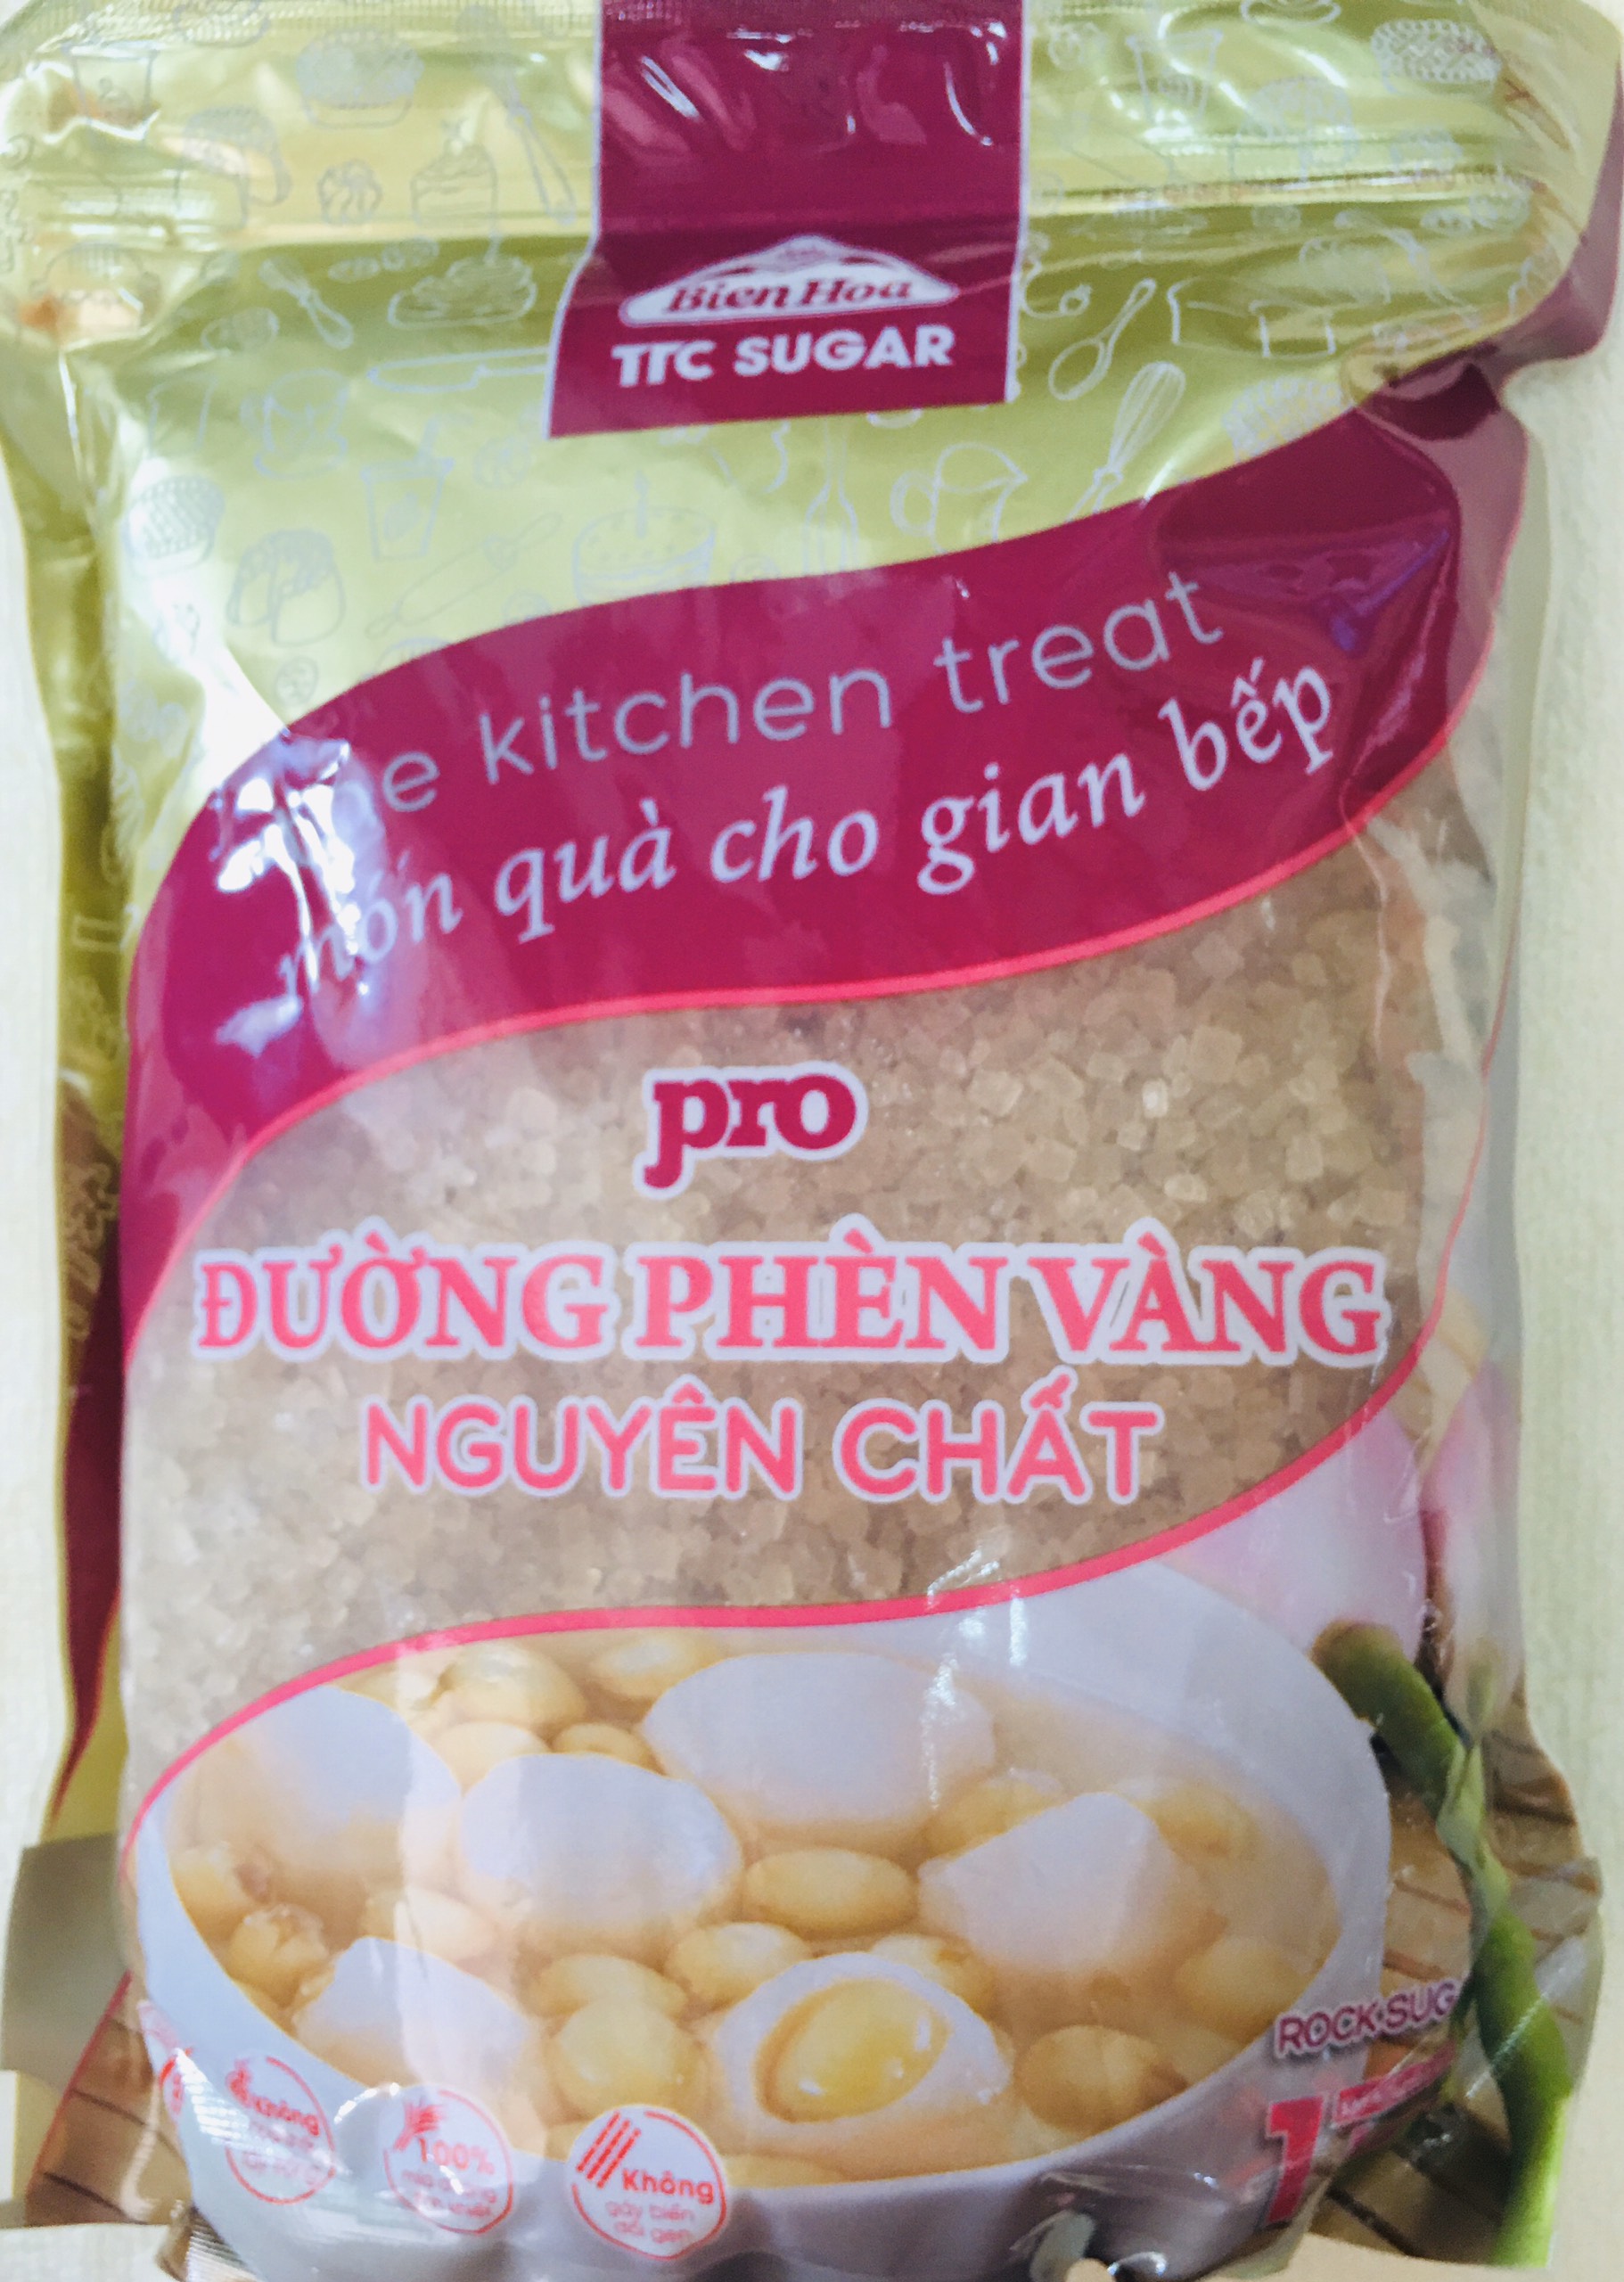 Bien Hoa
TTC SUGAR
kitchen treat
món quà cho gian bếp
pro
ĐƯỜNG PHÈN VÀNG
NGUYÊN CHẤT
ROCK SUG
1
Không
100%
Không
gây biến
đổi gen